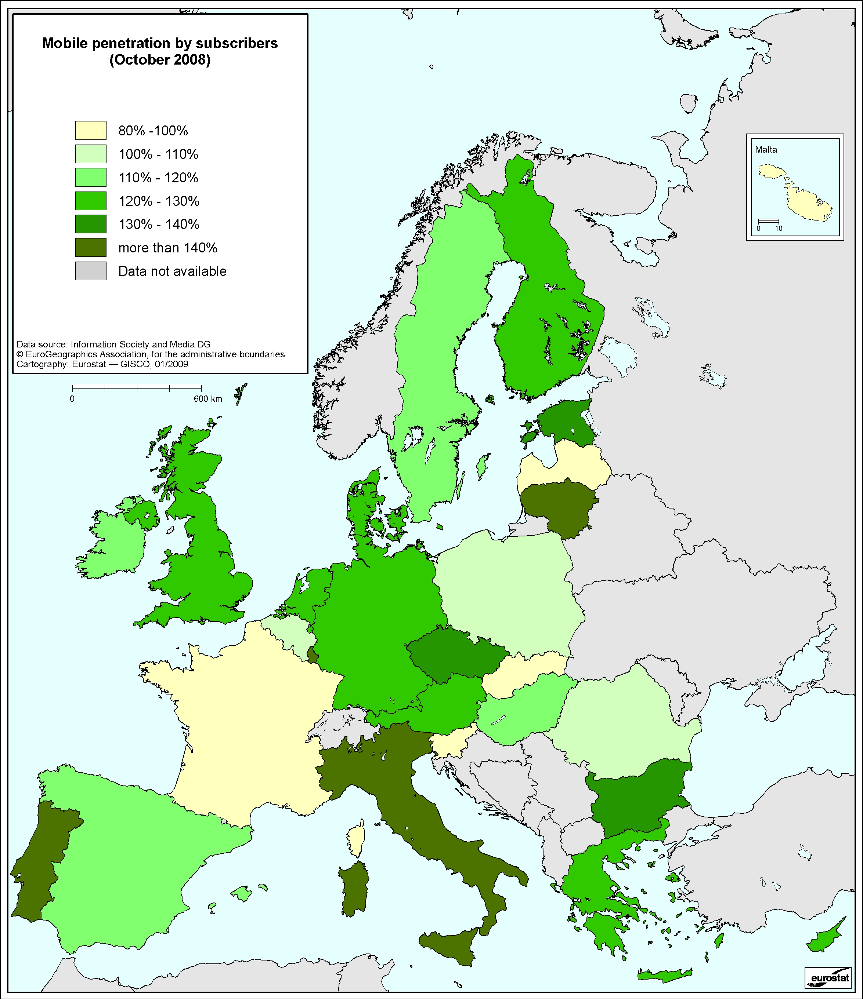 Mobile penetration by subscribers
(October 2008)
80% -100%
100% - 110%
110% - 120%
120% - 130%
130% - 140%
more than 140%
Data not available
Data source: Information Society and Media DG
© EuroGeographics Association, for the administrative boundaries
Cartography: Eurostat — GISCO, 01/2009
0 600 km
Malta
0 10
eurostat